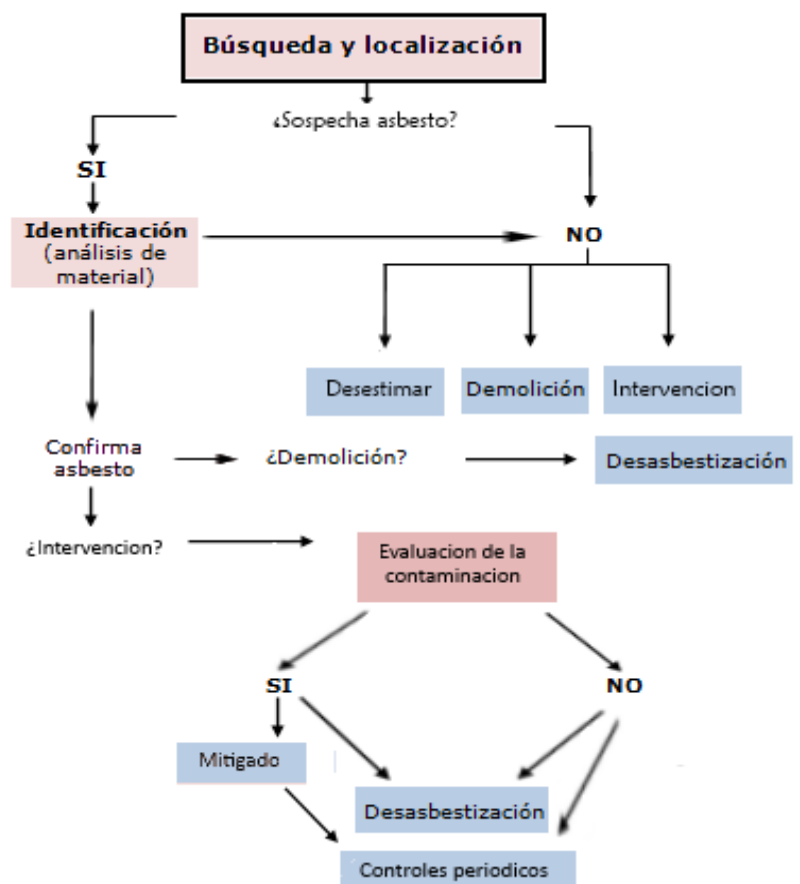 Búsqueda y localización
¿Sospecha asbesto?
SI
Identificación
(análisis de
material)
NO
Desestimar
Demolición
Intervencion
Confirma
asbesto
¿Demolición?
Desasbestización
¿Intervencion?
Evaluacion de la
contaminacion
SI
NO
Mitigado
Desasbestización
Controles periodicos